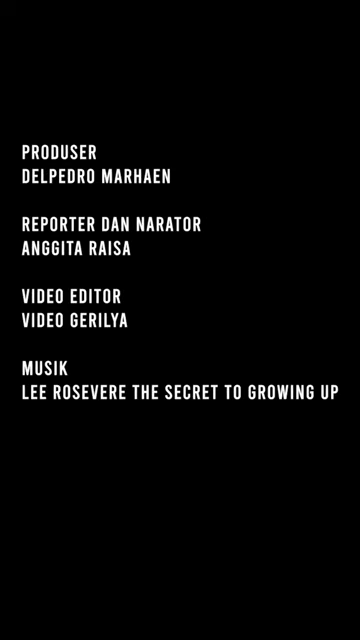 PRODUSER
DELPEDRO MARHAEN
REPORTER DAN NARATOR
ANGGITA RAISA
VIDEO EDITOR
VIDEO GERILYA
MUSIK
LEE ROSEVERE THE SECRET TO GROWING UP